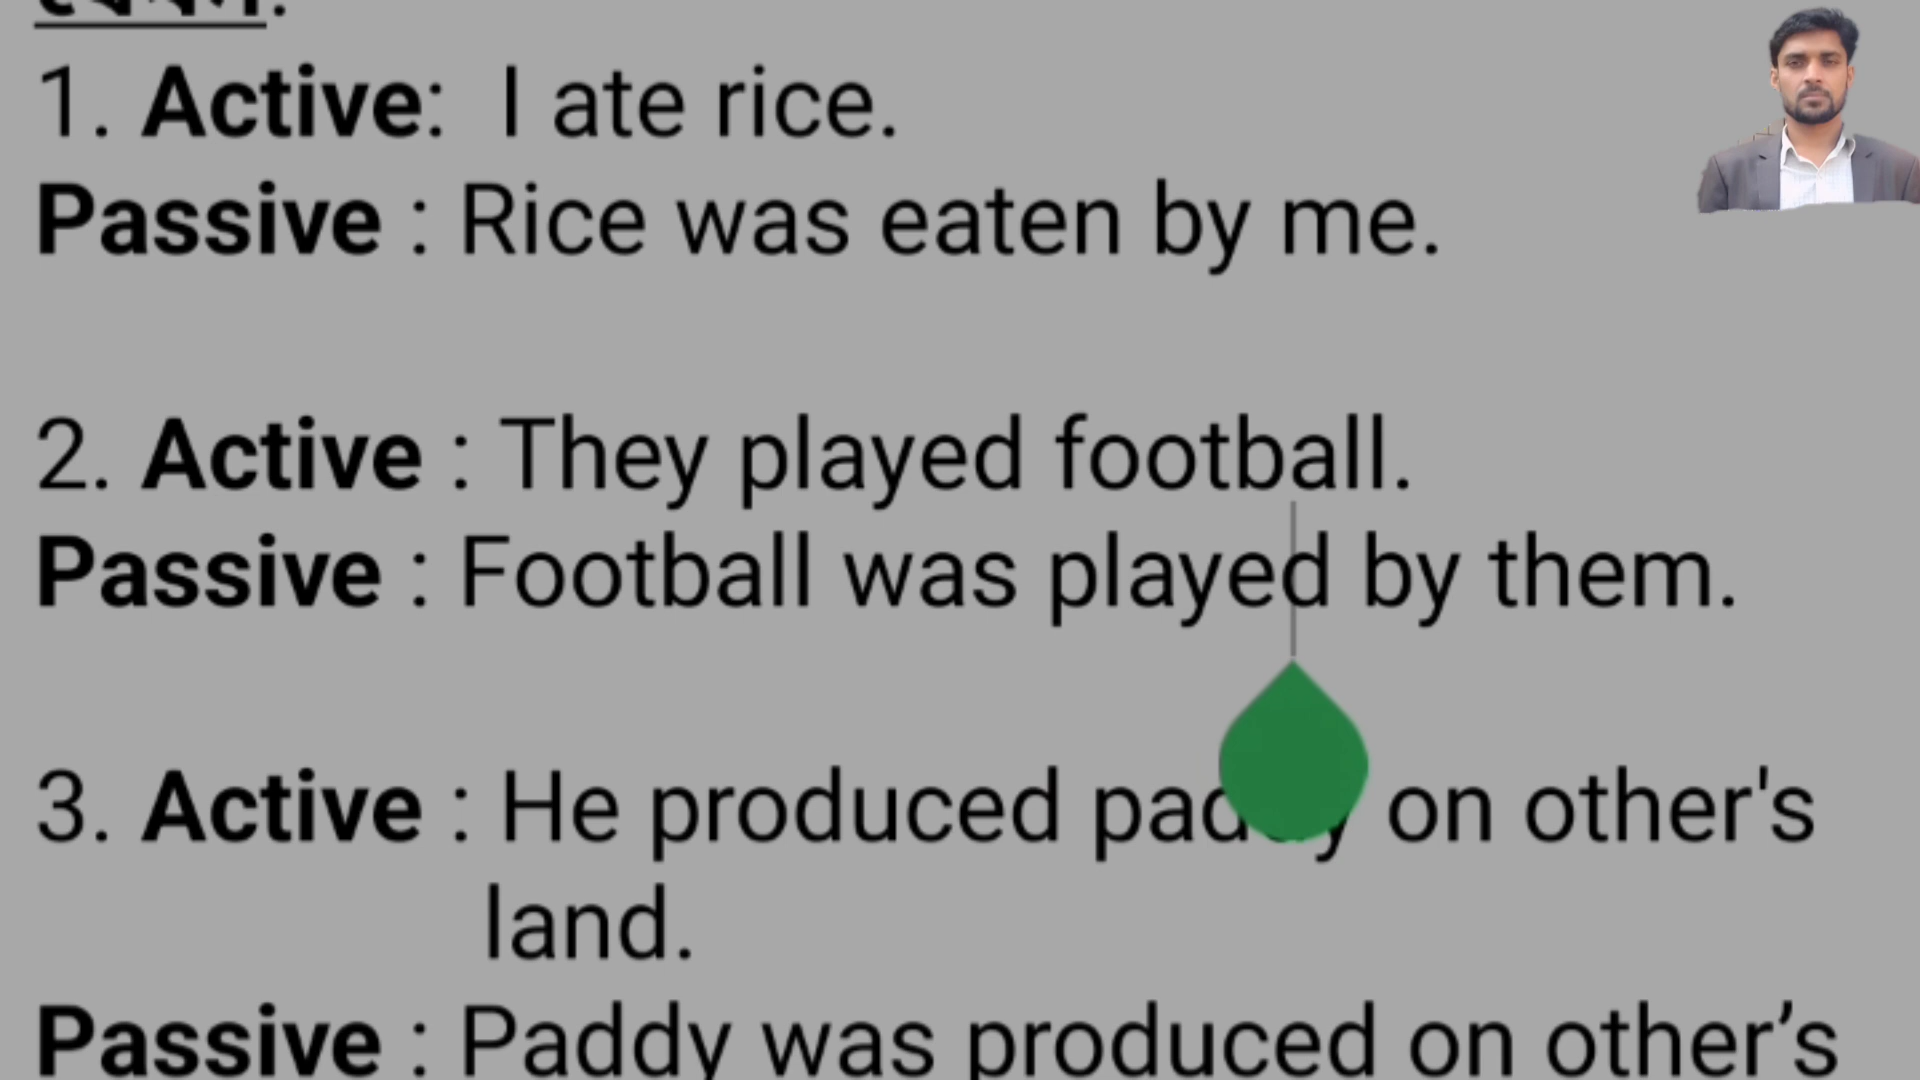 1. Active: I ate rice.
Passive : Rice was eaten by me.
2. Active : They played football.
Passive : Football was played by them.
3. Active : He produced paddy on other's
land.
Passive : Paddy was produced on other’s